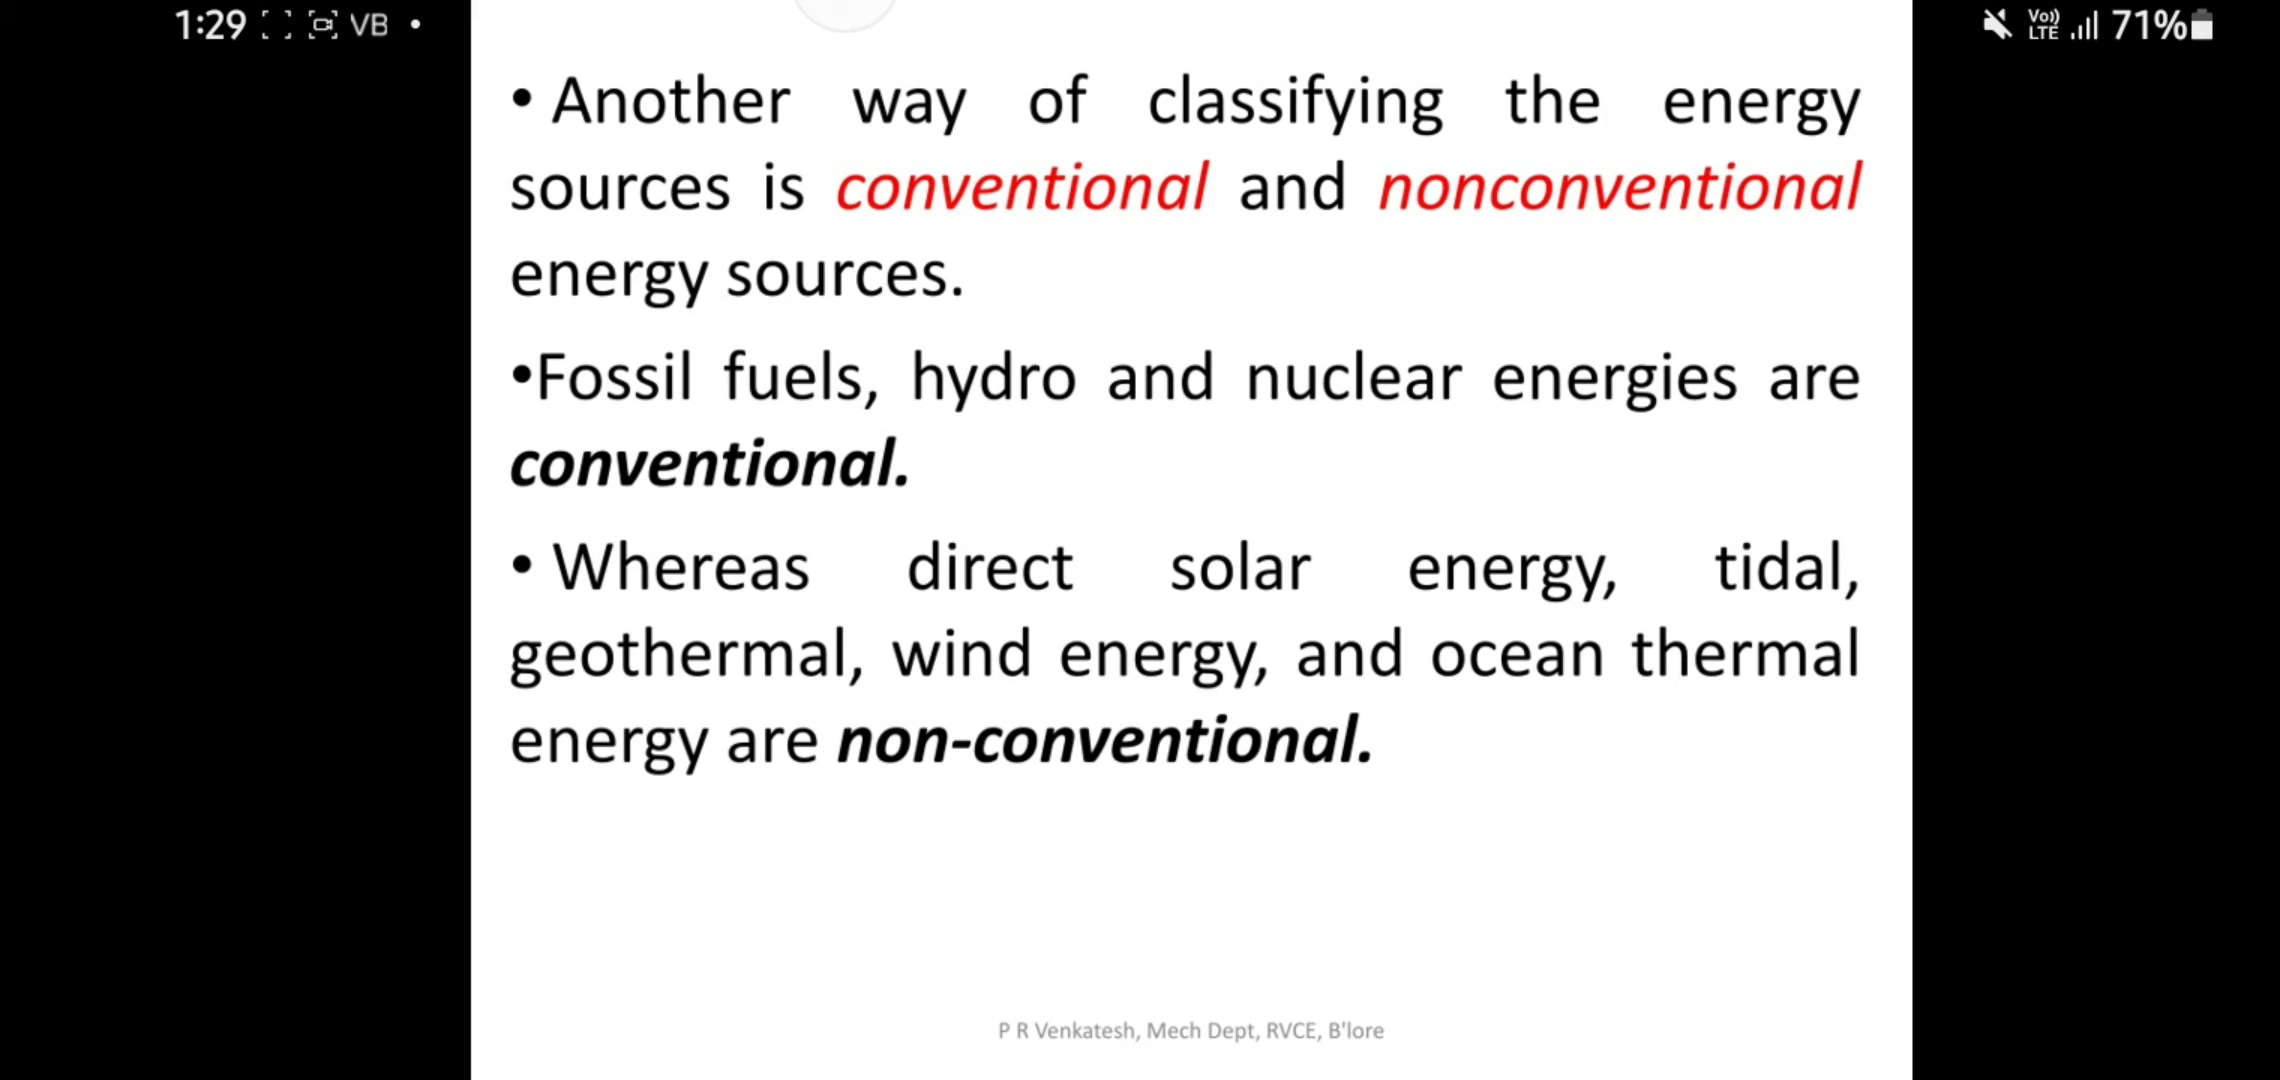 1:29 VB •
Vo)) LTE 71%
• Another way of classifying the energy
sources is conventional and nonconventional
energy sources.
•Fossil fuels, hydro and nuclear energies are
conventional.
• Whereas direct solar energy, tidal,
geothermal, wind energy, and ocean thermal
energy are non-conventional.
P R Venkatesh, Mech Dept, RVCE, B'lore